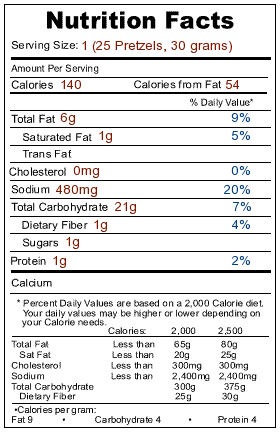 Nutrition Facts
Serving Size: 1 (25 Pretzels, 30 grams)
Amount Per Serving
Calories 140 Calories from Fat 54
% Daily Value*
Total Fat 6g 9%
Saturated Fat 1g 5%
Trans Fat
Cholesterol 0mg 0%
Sodium 480mg 20%
Total Carbohydrate 21g 7%
Dietary Fiber 1g 4%
Sugars 1g
Protein 1g 2%
Calcium
* Percent Daily Values are based on a 2,000 Calorie diet.
Your daily values may be higher or lower depending on
your Calorie needs.
Calories: 2,000 2,500
Total Fat Less than 65g 80g
Sat Fat Less than 20g 25g
Cholesterol Less than 300mg 300mg
Sodium Less than 2,400mg 2,400mg
Total Carbohydrate 300g 375g
Dietary Fiber 25g 30g
•Calories per gram:
Fat 9 • Carbohydrate 4 • Protein 4